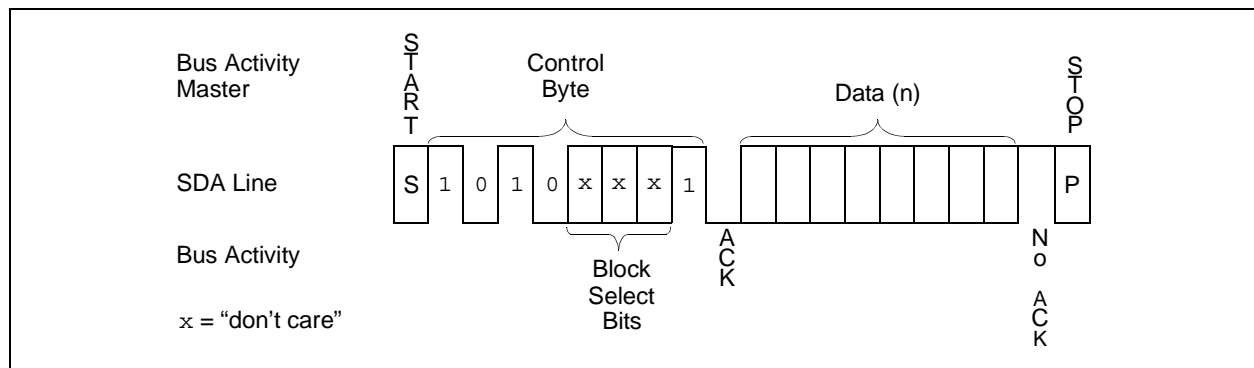 Bus Activity
Master
START
Control
Byte
Data (n)
STOP
SDA Line
S 1 0 1 0 x x x 1 P
Bus Activity
ACK
No ACK
Block
Select
Bits
x = “don’t care”